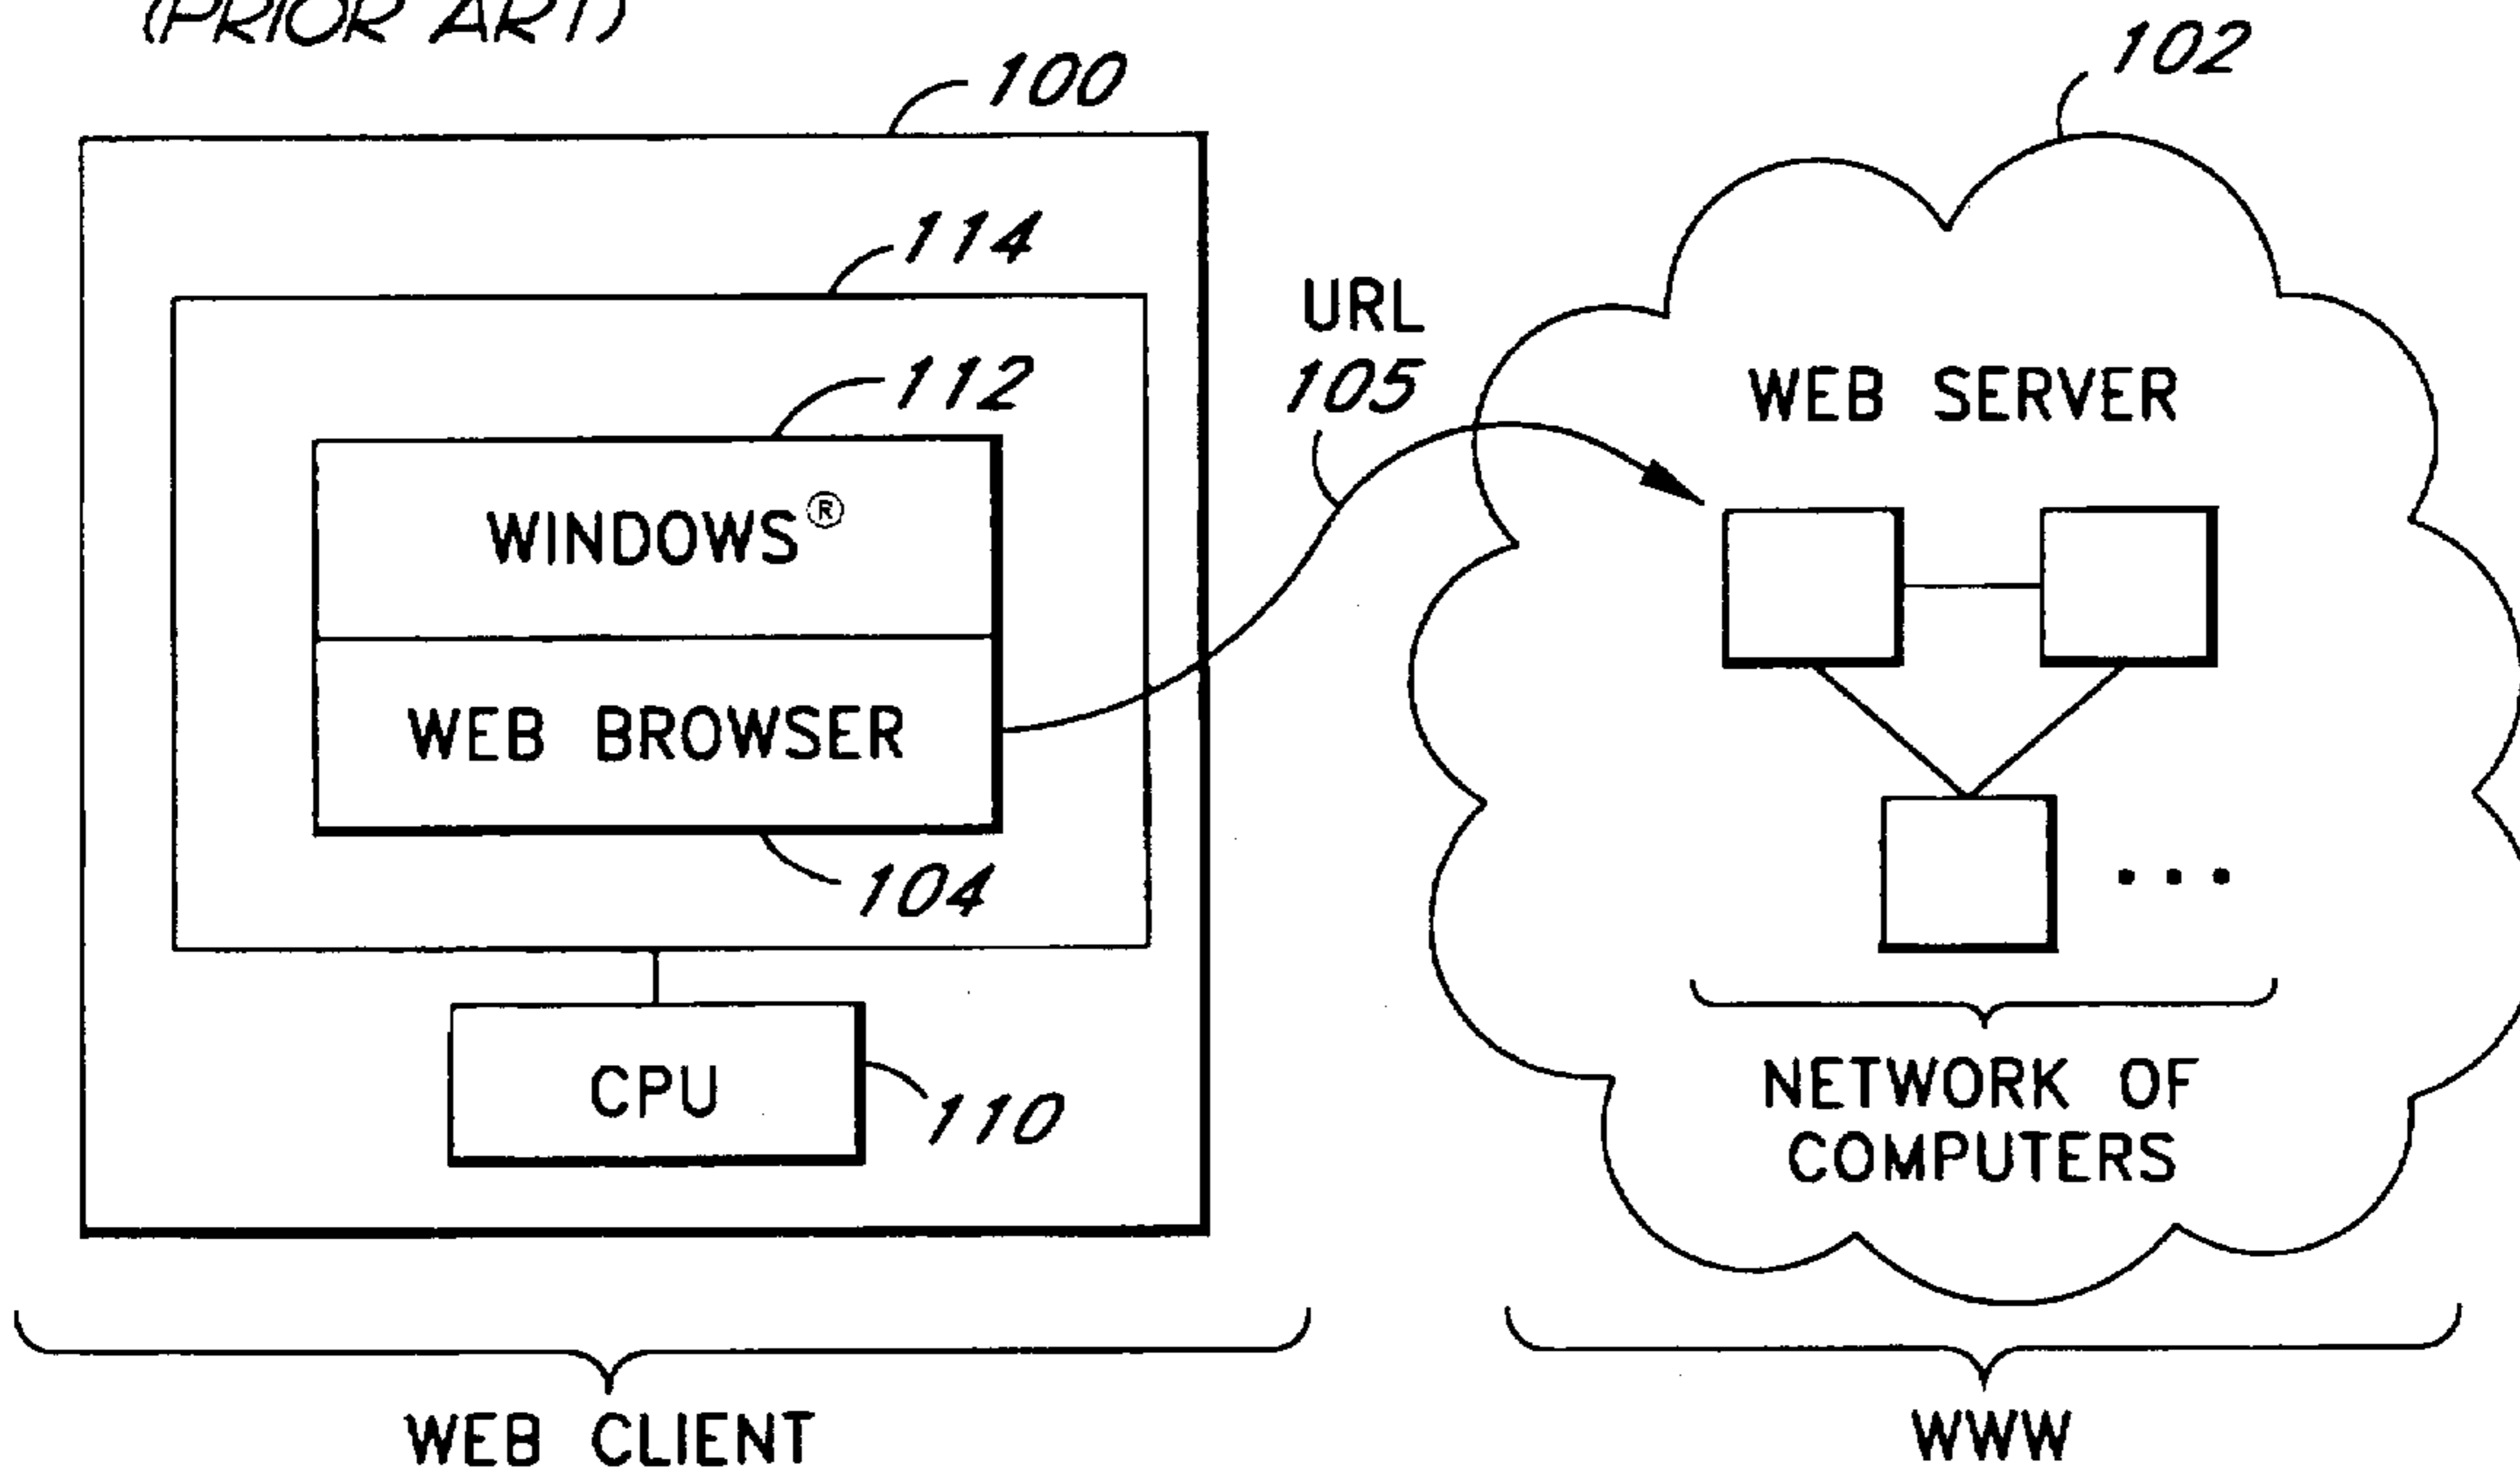 (PRIOR ART)
100
102
114
URL
105
112
WEB SERVER
WINDOWS®
WEB BROWSER
104
...
CPU
110
NETWORK OF
COMPUTERS
WEB CLIENT
WWW